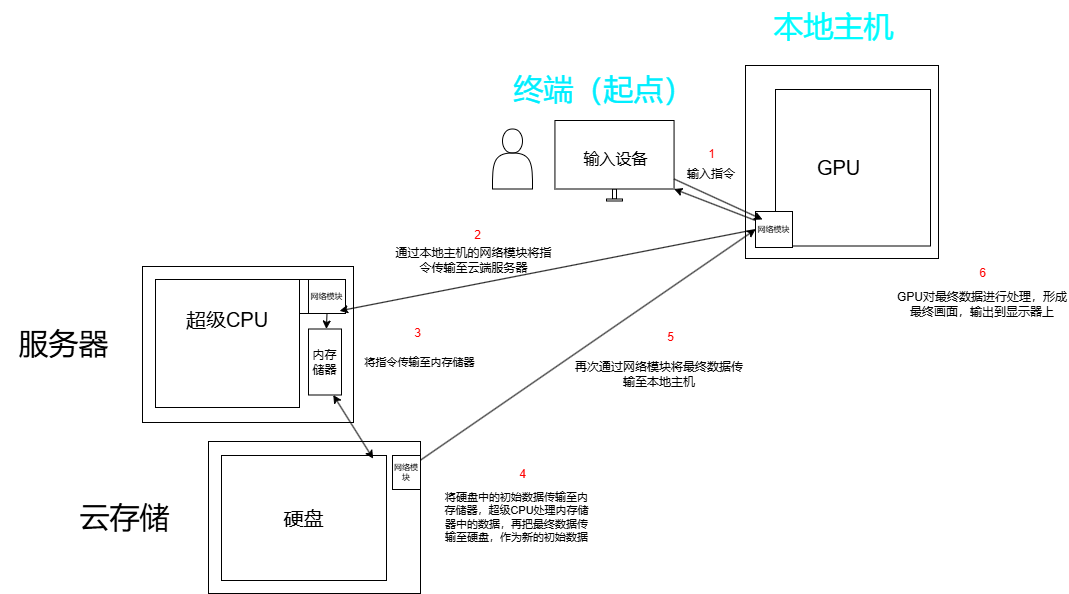 本地主机
终端（起点）
输入设备
GPU
1
输入指令
网络模块
2
通过本地主机的网络模块将指
令传输至云端服务器
6
GPU对最终数据进行处理，形成
最终画面，输出到显示器上
服务器
超级CPU
网络模块
内存
储器
3
将指令传输至内存储器
5
再次通过网络模块将最终数据传
输至本地主机
云存储
硬盘
网络模
块
4
将硬盘中的初始数据传输至内
存储器，超级CPU处理内存储
器中的数据，再把最终数据传
输至硬盘，作为新的初始数据